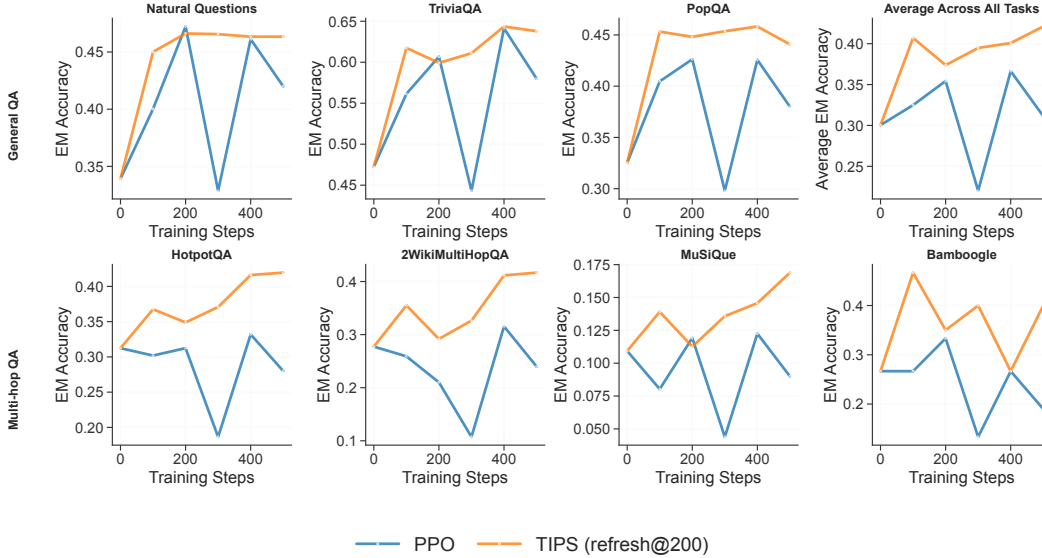 Natural Questions
TriviaQA
PopQA
Average Across All Tasks
General QA
EM Accuracy
0.45
0.40
0.35
0 200 400
Training Steps
EM Accuracy
0.65
0.60
0.55
0.50
0.45
0 200 400
Training Steps
EM Accuracy
0.45
0.40
0.35
0.30
0 200 400
Training Steps
Average EM Accuracy
0.40
0.35
0.30
0.25
0 200 400
Training Steps
HotpotQA
2WikiMultiHopQA
MuSiQue
Bamboogle
Multi-hop QA
EM Accuracy
0.40
0.35
0.30
0.25
0.20
0 200 400
Training Steps
EM Accuracy
0.4
0.3
0.2
0.1
0 200 400
Training Steps
EM Accuracy
0.175
0.150
0.125
0.100
0.075
0.050
0 200 400
Training Steps
EM Accuracy
0.4
0.3
0.2
0 200 400
Training Steps
PPO
TIPS (refresh@200)